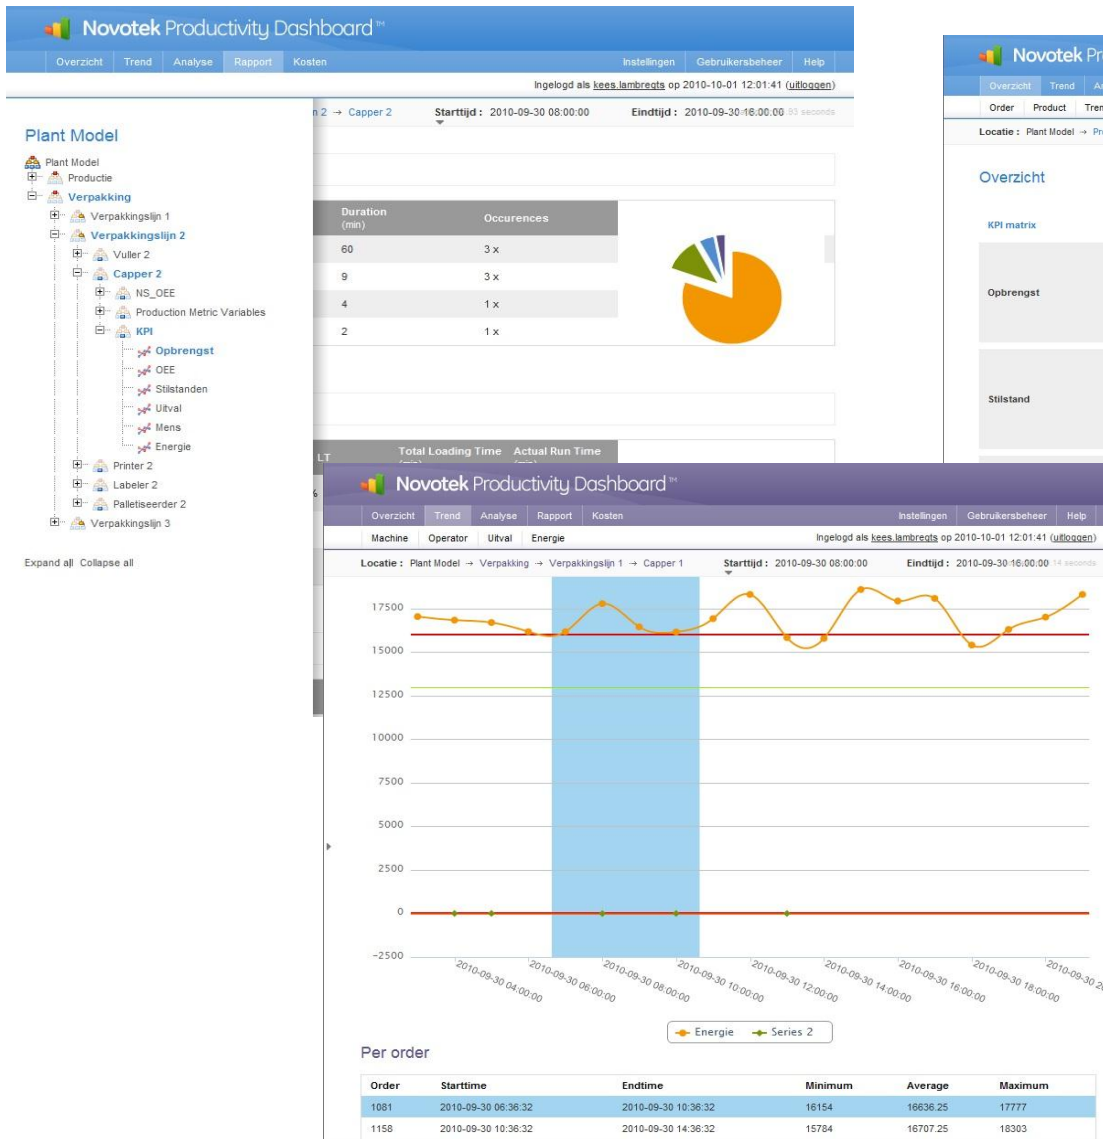 Novotek Productivity Dashboard™
Overzicht Trend Analyse Rapport Kosten Instellingen Gebruikersbeheer Help
Ingelogd als kees.lambregts op 2010-10-01 12:01:41 (uitloggen)
n 2 → Capper 2 Starttijd : 2010-09-30 08:00:00 Eindtijd : 2010-09-30 16:00:00 seconds
Plant Model
Plant Model
Productie
Verpakking
Verpakkingslijn 1
Verpakkingslijn 2
Vuller 2
Capper 2
NS_OEE
Production Metric Variables
KPI
Opbrengst
OEE
Stilstanden
Uitval
Mens
Energie
Printer 2
Labeler 2
Palletiseerder 2
Verpakkingslijn 3
Expand all Collapse all
Duration
(min)
Occurences
60 3 x
9 3 x
4 1 x
2 1 x
LT Total Loading Time Actual Run Time
%
Novotek Pr
Overzicht Trend A
Order Product Tren
Locatie : Plant Model → Pr
Overzicht
KPI matrix
Opbrengst
Stilstand
Novotek Productivity Dashboard™
Overzicht Trend Analyse Rapport Kosten Instellingen Gebruikersbeheer Help
Machine Operator Uitval Energie Ingelogd als kees.lambregts op 2010-10-01 12:01:41 (uitloggen)
Locatie : Plant Model → Verpakking → Verpakkingslijn 1 → Capper 1 Starttijd : 2010-09-30 08:00:00 Eindtijd : 2010-09-30 16:00:00 14 seconds
17500
15000
12500
10000
7500
5000
2500
0
-2500
2010-09-30 04:00:00
2010-09-30 06:00:00
2010-09-30 08:00:00
2010-09-30 10:00:00
2010-09-30 12:00:00
2010-09-30 14:00:00
2010-09-30 16:00:00
2010-09-30 18:00:00
2010-09-30 2
Energie Series 2
Per order
Order Starttime Endtime Minimum Average Maximum
1081 2010-09-30 06:36:32 2010-09-30 10:36:32 16154 16636.25 17777
1158 2010-09-30 10:36:32 2010-09-30 14:36:32 15784 16707.25 18303